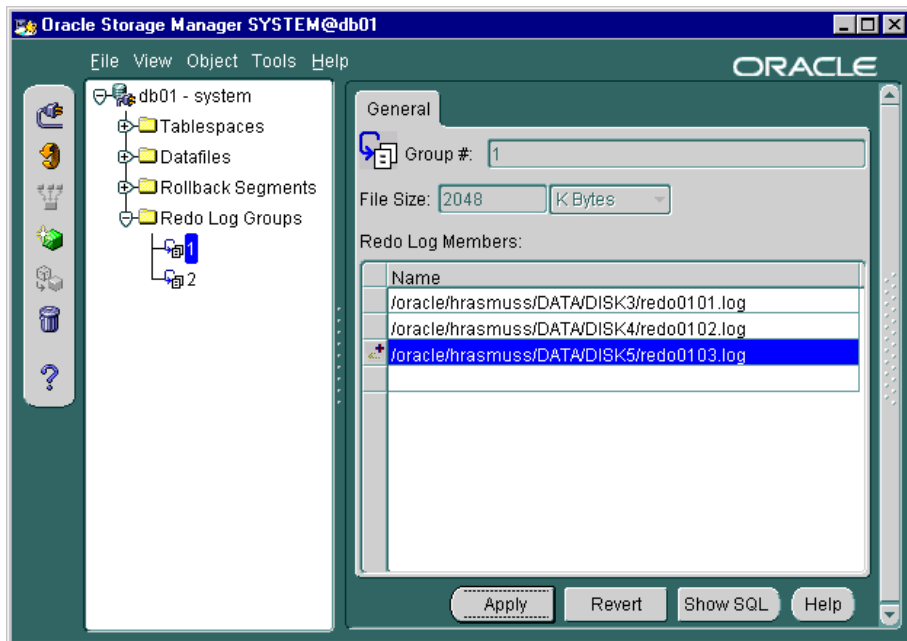 Oracle Storage Manager SYSTEM@db01
File View Object Tools Help
ORACLE
db01 - system
Tablespaces
Datafiles
Rollback Segments
Redo Log Groups
1
2
General
Group #: 1
File Size: 2048 K Bytes
Redo Log Members:
Name
/oracle/hrasmuss/DATA/DISK3/redo0101.log
/oracle/hrasmuss/DATA/DISK4/redo0102.log
/oracle/hrasmuss/DATA/DISK5/redo0103.log
Apply Revert Show SQL Help